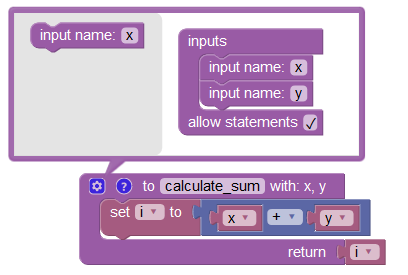 input name: x
inputs
input name: x
input name: y
allow statements ✓
? to calculate_sum with: x, y
set i ▾ to x ▾ + ▾ y ▾
return i ▾